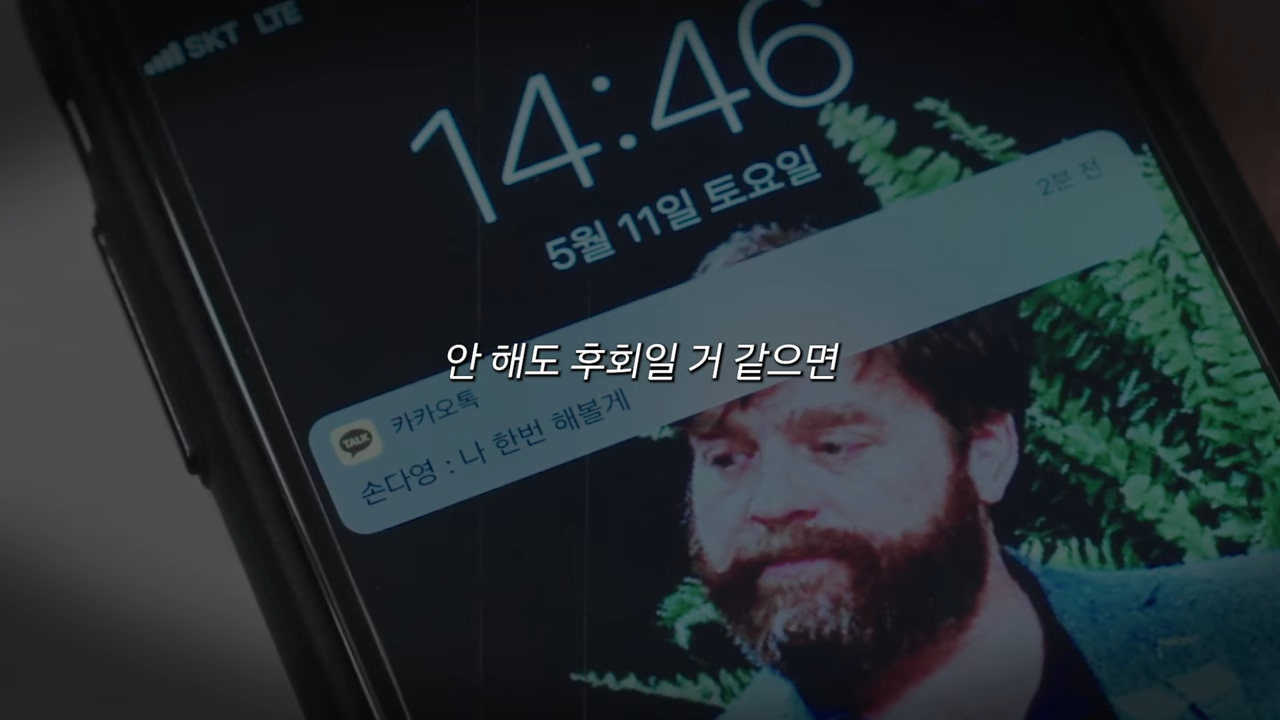 SKT LTE
14:46
5월 11일 토요일
2분 전
안 해도 후회일 거 같으면
TALK 카카오톡
손다영 : 나 한번 해볼게